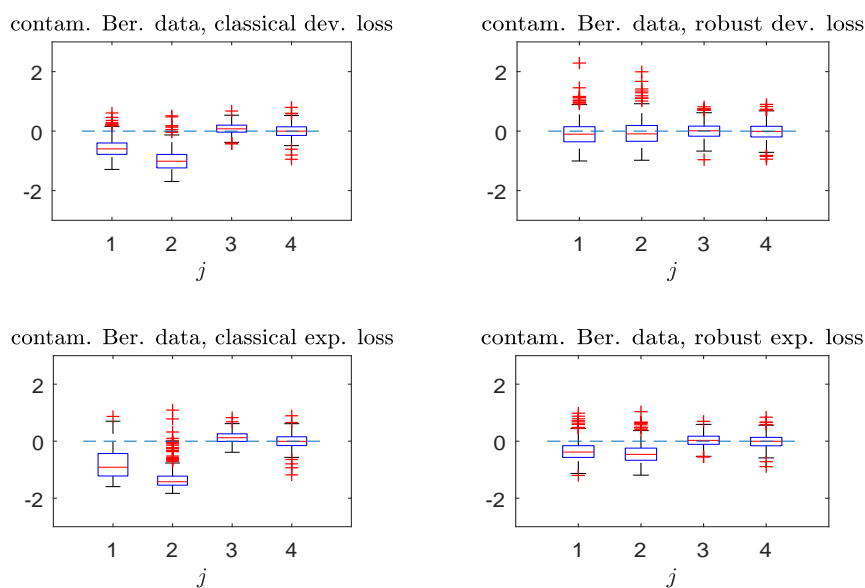 contam. Ber. data, classical dev. loss
2
0
-2
1 2 3 4
j
contam. Ber. data, robust dev. loss
2
0
-2
1 2 3 4
j
contam. Ber. data, classical exp. loss
2
0
-2
1 2 3 4
j
contam. Ber. data, robust exp. loss
2
0
-2
1 2 3 4
j